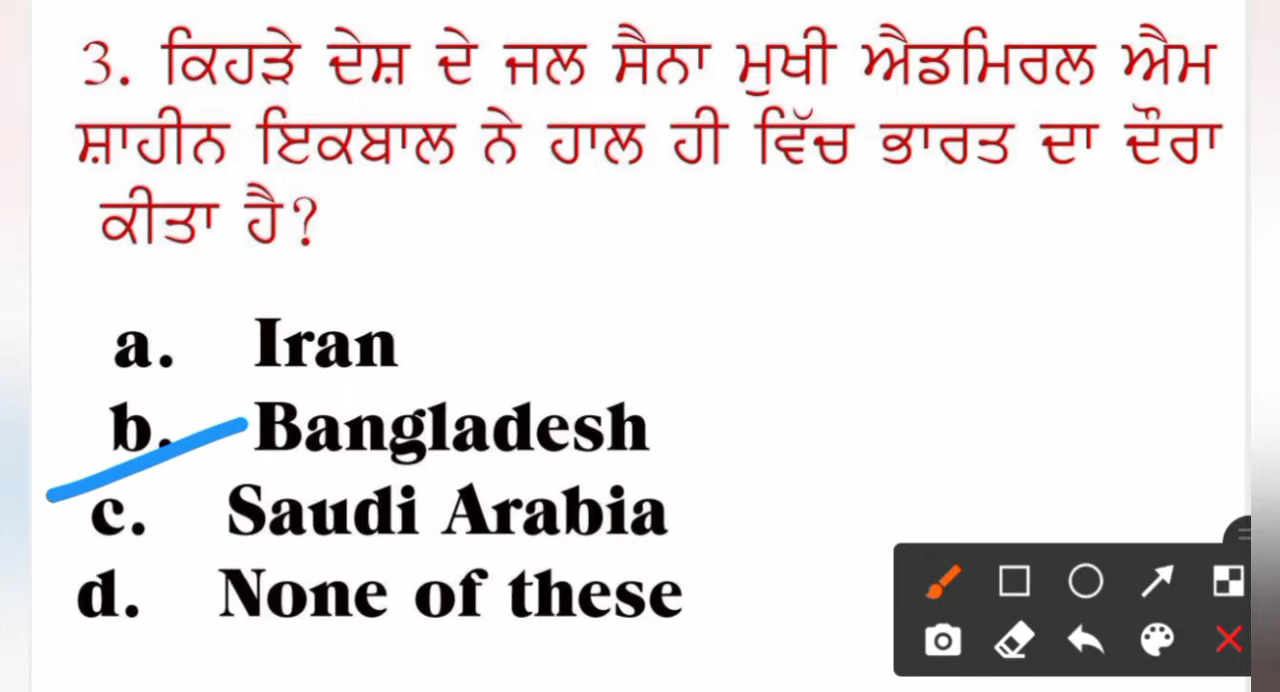 3. ਕਿਹੜੇ ਦੇਸ਼ ਦੇ ਜਲ ਸੈਨਾ ਮੁਖੀ ਐਡਮਿਰਲ ਐਮ
ਸ਼ਾਹੀਨ ਇਕਬਾਲ ਨੇ ਹਾਲ ਹੀ ਵਿੱਚ ਭਾਰਤ ਦਾ ਦੌਰਾ
ਕੀਤਾ ਹੈ?
a. Iran
b. Bangladesh
c. Saudi Arabia
d. None of these